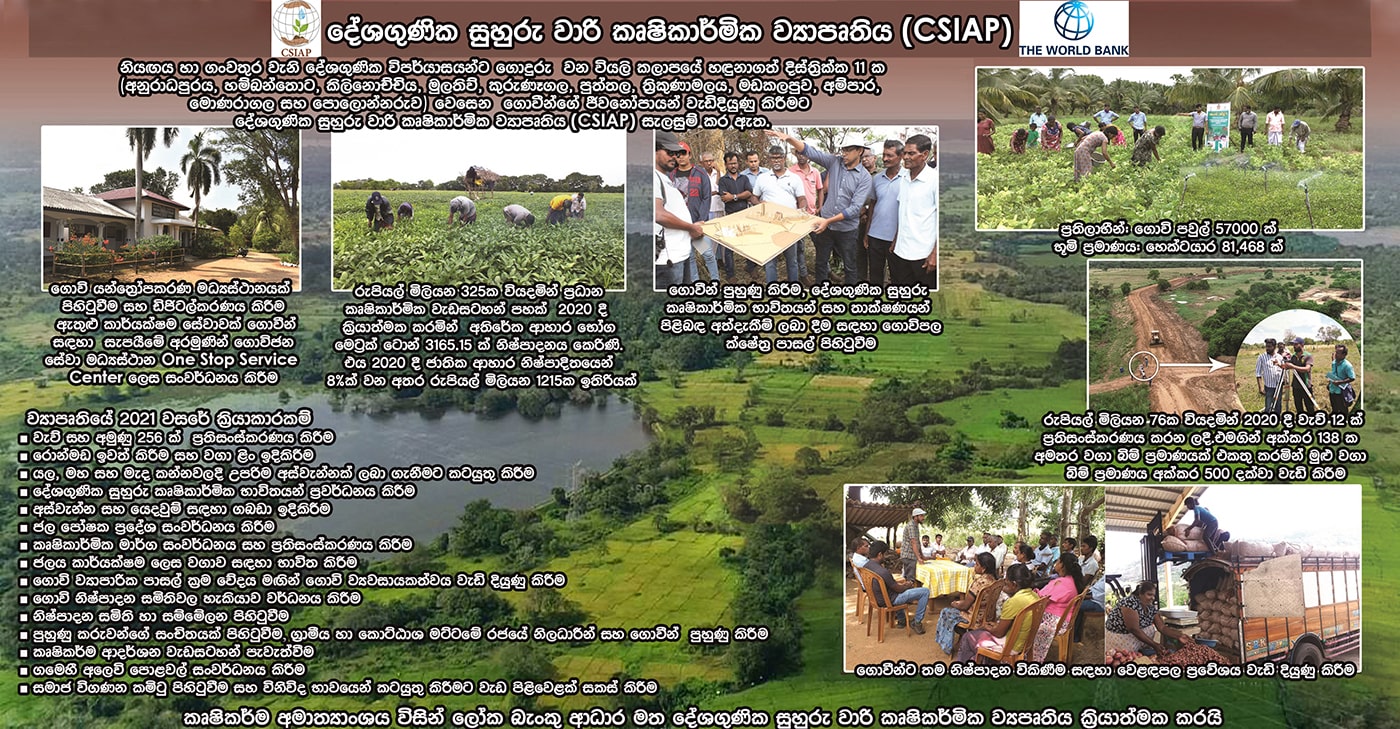 CSIAP
දේශගුණික සුහුරු වාරි කෘෂිකාර්මික ව්‍යාපෘතිය (CSIAP)
THE WORLD BANK
නියඟය හා ගංවතුර වැනි දේශගුණික විපර්යාසයන්ට ගොදුරු වන වියලි කලාපයේ හඳුනාගත් දිස්ත්‍රික්ක 11 ක
(අනුරාධපුරය, හම්බන්තොට, කිලිනොච්චිය, මුලතිව්, කුරුණෑගල, පුත්තල, ත්‍රිකුණාමලය, මඩකලපුව, අම්පාර,
මොණරාගල සහ පොලොන්නරුව) වෙසෙන ගොවීන්ගේ ජීවනෝපායන් වැඩිදියුණු කිරීමට
දේශගුණික සුහුරු වාරි කෘෂිකාර්මික ව්‍යාපෘතිය (CSIAP) සැලසුම් කර ඇත.
ගොවි යන්ත්‍රෝපකරණ මධ්‍යස්ථානයක්
පිහිටුවීම සහ ඩිජිටල්කරණය කිරීම
ඇතුළු කාර්යක්ෂම සේවාවක් ගොවීන්
සඳහා සැපයීමේ අරමුණින් ගොවිජන
සේවා මධ්‍යස්ථාන One Stop Service
Center ලෙස සංවර්ධනය කිරීම
රුපියල් මිලියන 325ක වියදමින් ප්‍රධාන
කෘෂිකාර්මික වැඩසටහන් පහක් 2020 දී
ක්‍රියාත්මක කරමින් අතිරේක ආහාර භෝග
මෙට්‍රක් ටොන් 3165.15 ක් නිෂ්පාදනය කෙරිණි.
එය 2020 දී ජාතික ආහාර නිෂ්පාදිතයෙන්
8%ක් වන අතර රුපියල් මිලියන 1215ක ඉතිරියක්
ගොවීන් පුහුණු කිරීම, දේශගුණික සුහුරු
කෘෂිකාර්මික භාවිතයන් සහ තාක්ෂණයන්
පිළිබඳ අත්දැකීම් ලබා දීම සඳහා ගොවිපල
ක්ෂේත්‍ර පාසල් පිහිටුවීම
ප්‍රතිලාභීන්: ගොවි පවුල් 57000 ක්
භූමි ප්‍රමාණය: හෙක්ටයාර 81,468 ක්
රුපියල් මිලියන 76ක වියදමින් 2020 දී වැව් 12 ක්
ප්‍රතිසංස්කරණය කරන ලදී.එමගින් අක්කර 138 ක
අමතර වගා බිම් ප්‍රමාණයක් එකතු කරමින් මුළු වගා
බිම් ප්‍රමාණය අක්කර 500 දක්වා වැඩි කිරීම
ව්‍යාපෘතියේ 2021 වසරේ ක්‍රියාකාරකම්
■ වැව් සහ අමුණු 256 ක් ප්‍රතිසංස්කරණය කිරීම
■ රොන්මඩ ඉවත් කිරීම සහ වගා ළිං ඉදිකිරීම
■ යල, මහ සහ මැද කන්නවලදී උපරිම අස්වැන්නක් ලබා ගැනීමට කටයුතු කිරීම
■ දේශගුණික සුහුරු කෘෂිකාර්මික භාවිතයන් ප්‍රවර්ධනය කිරීම
■ අස්වැන්න සහ යෙදවුම් සඳහා ගබඩා ඉදිකිරීම
■ ජල පෝෂක ප්‍රදේශ සංවර්ධනය කිරීම
■ කෘෂිකාර්මික මාර්ග සංවර්ධනය සහ ප්‍රතිසංස්කරණය කිරීම
■ ජලය කාර්යක්ෂම ලෙස වගාව සඳහා භාවිත කිරීම
■ ගොවි ව්‍යාපාරික පාසල් ක්‍රම වේදය මඟින් ගොවි ව්‍යවසායකත්වය වැඩි දියුණු කිරීම
■ ගොවි නිෂ්පාදන සමිතිවල හැකියාව වර්ධනය කිරීම
■ නිෂ්පාදන සමිති හා සම්මේලන පිහිටුවීම
■ පුහුණු කරුවන්ගේ සංචිතයක් පිහිටුවීම, ග්‍රාමීය හා කොට්ඨාශ මට්ටමේ රජයේ නිලධාරීන් සහ ගොවීන් පුහුණු කිරීම
■ කෘෂිකර්ම ආදර්ශන වැඩසටහන් පැවැත්වීම
■ ගමෙහි අලෙවි පොළවල් සංවර්ධනය කිරීම
■ සමාජ විගණන කමිටු පිහිටුවීම සහ විනිවිද භාවයෙන් කටයුතු කිරීමට වැඩ පිළිවෙළක් සකස් කිරීම
ගොවීන්ට තම නිෂ්පාදන විකිණීම සඳහා වෙළඳපල ප්‍රවේශය වැඩි දියුණු කිරීම
කෘෂිකර්ම අමාත්‍යාංශය විසින් ලෝක බැංකු ආධාර මත දේශගුණික සුහුරු වාරි කෘෂිකර්මික ව්‍යාපෘතිය ක්‍රියාත්මක කරයි